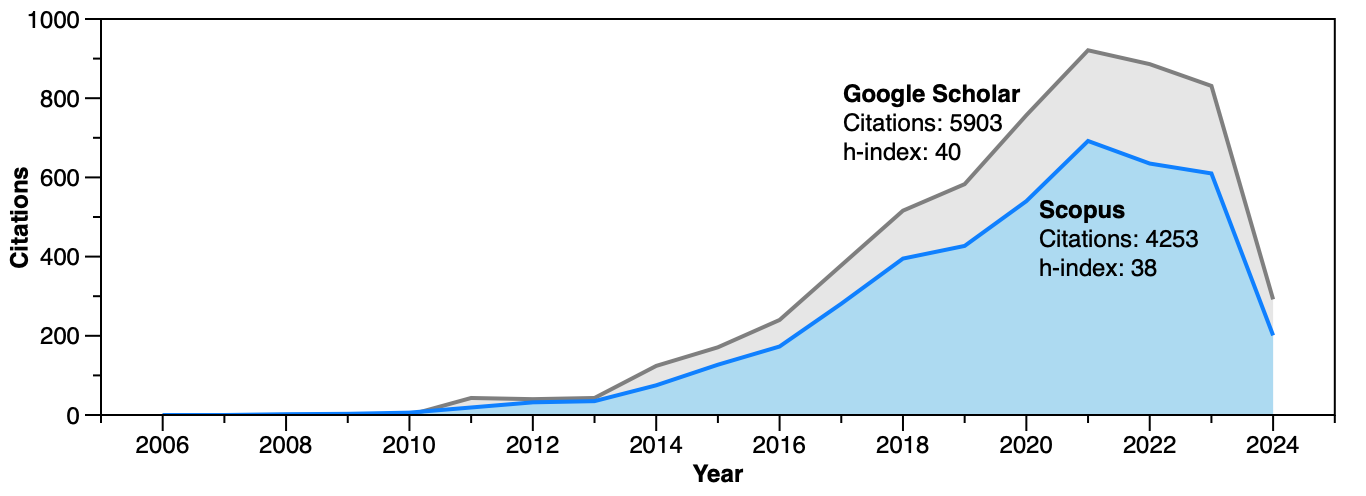 1000
800
600
400
200
0
Citations
Google Scholar
Citations: 5903
h-index: 40
Scopus
Citations: 4253
h-index: 38
2006 2008 2010 2012 2014 2016 2018 2020 2022 2024
Year